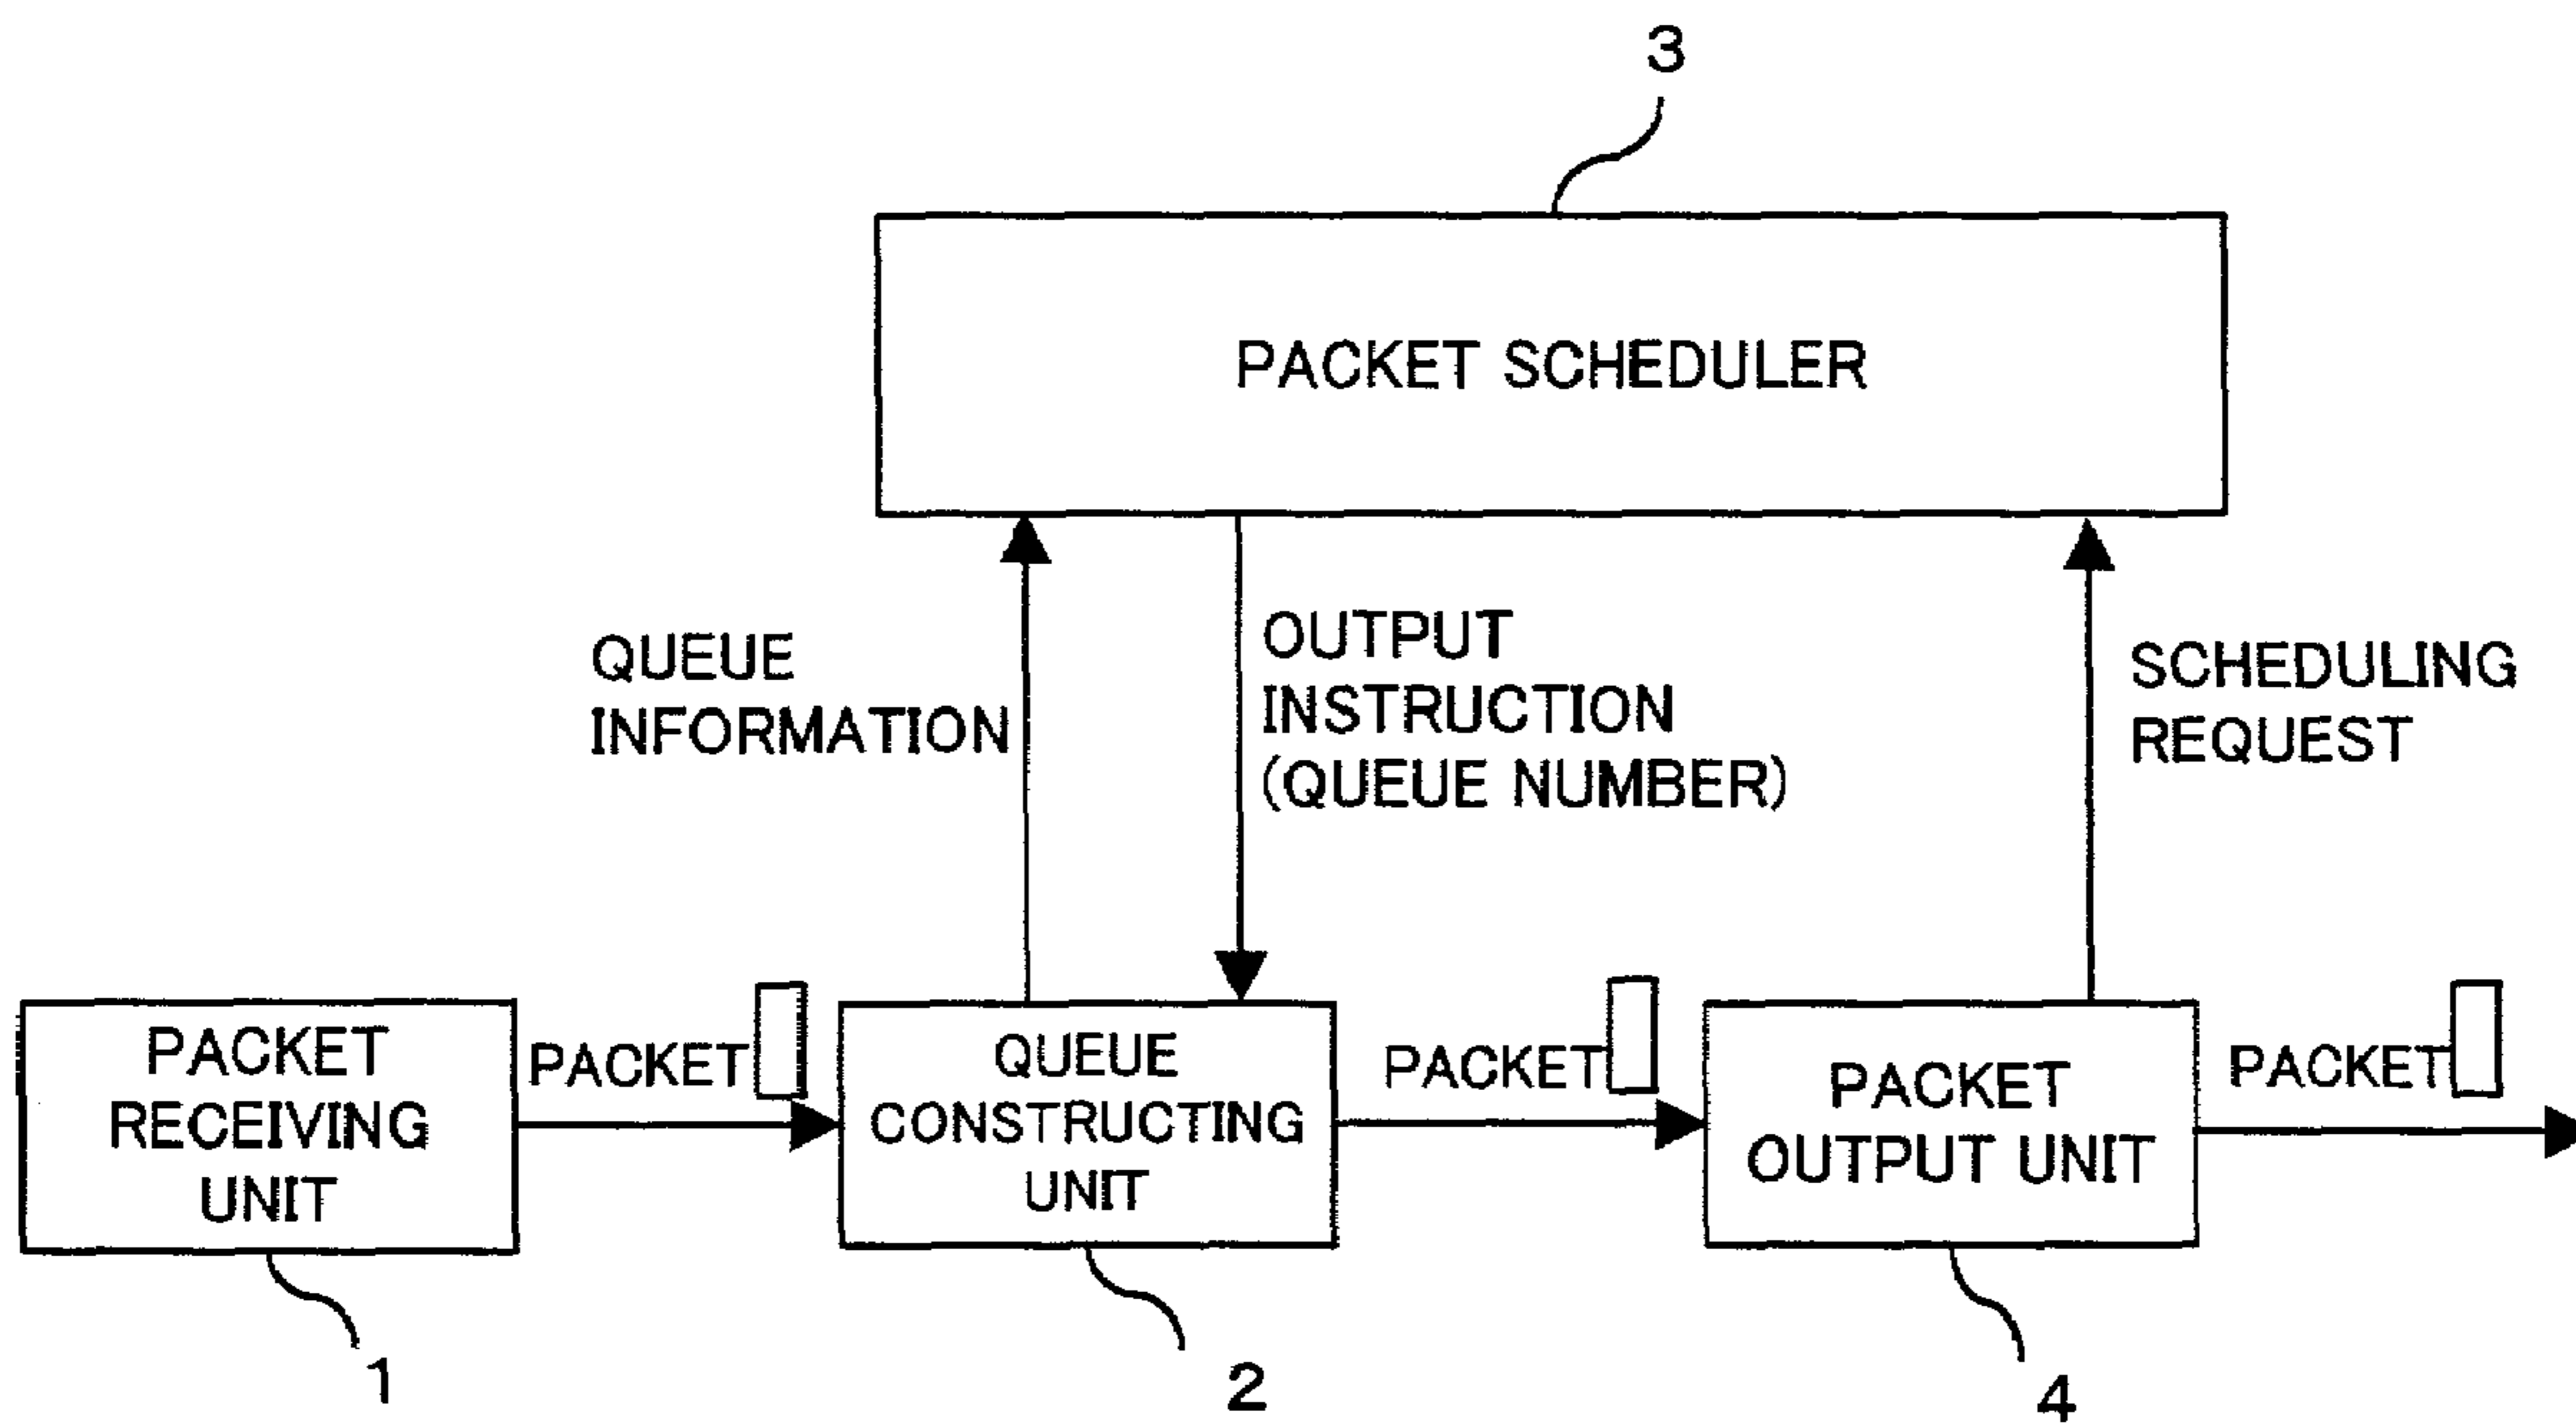 3
PACKET SCHEDULER
QUEUE
INFORMATION
OUTPUT
INSTRUCTION
(QUEUE NUMBER)
SCHEDULING
REQUEST
PACKET
RECEIVING
UNIT
PACKET
QUEUE
CONSTRUCTING
UNIT
PACKET
PACKET
OUTPUT UNIT
PACKET
1
2
4